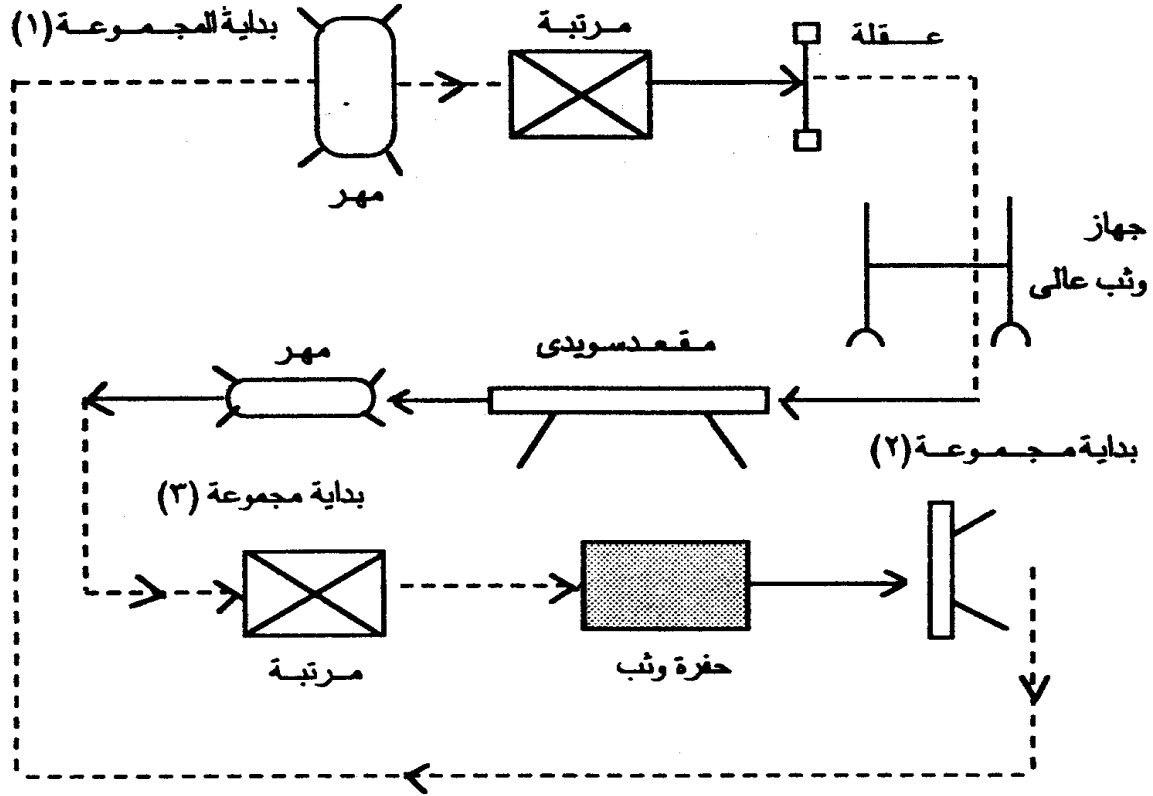 بداية المجموعة (١)
مرتبة
عقلة
مهر
جهاز
وثب عالى
مقعد سويدى
مهر
بداية مجموعة (٢)
بداية مجموعة (٣)
مرتبة
حفرة وثب